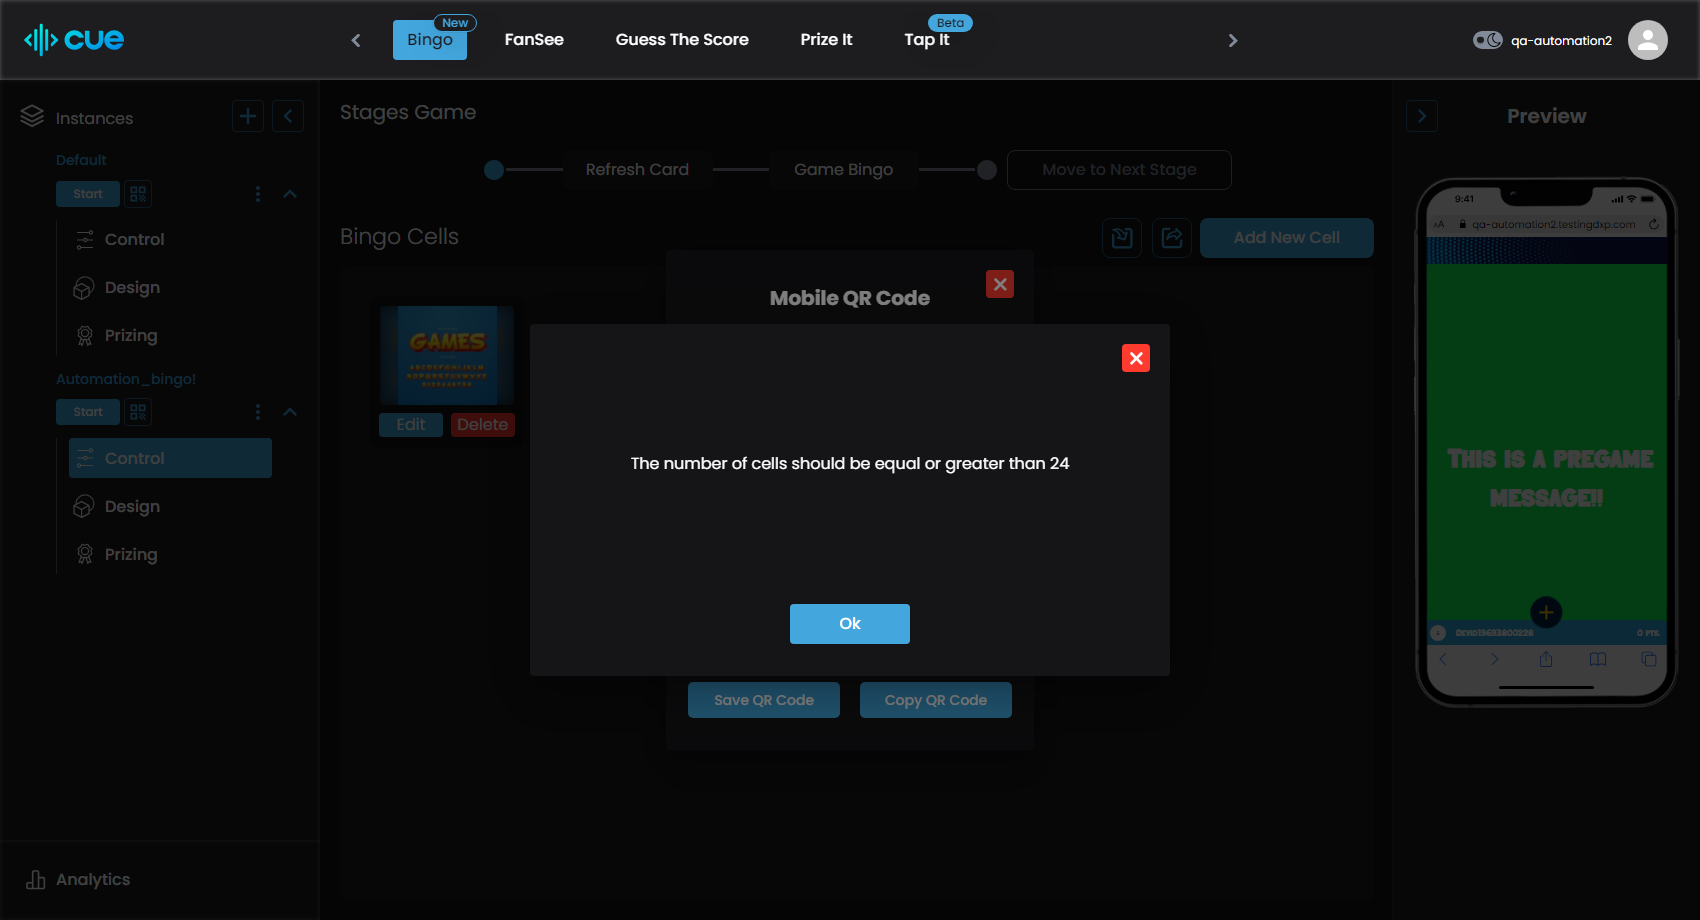 cue
Bingo
New
FanSee
Guess The Score
Prize It
Tap It
Beta
qa-automation2
Instances
Default
Start
Control
Design
Prizing
Automation_bingo!
Start
Control
Design
Prizing
Analytics
Stages Game
Refresh Card
Game Bingo
Move to Next Stage
Bingo Cells
Add New Cell
GAMES
ABCDEFGHIJKLM
NOPQRSTUVWXYZ
Edit
Delete
Mobile QR Code
The number of cells should be equal or greater than 24
Ok
Save QR Code
Copy QR Code
Preview
9:41
AA
qa-automation2.testingdxp.com
This is a pregame
message!!
0 PTS.